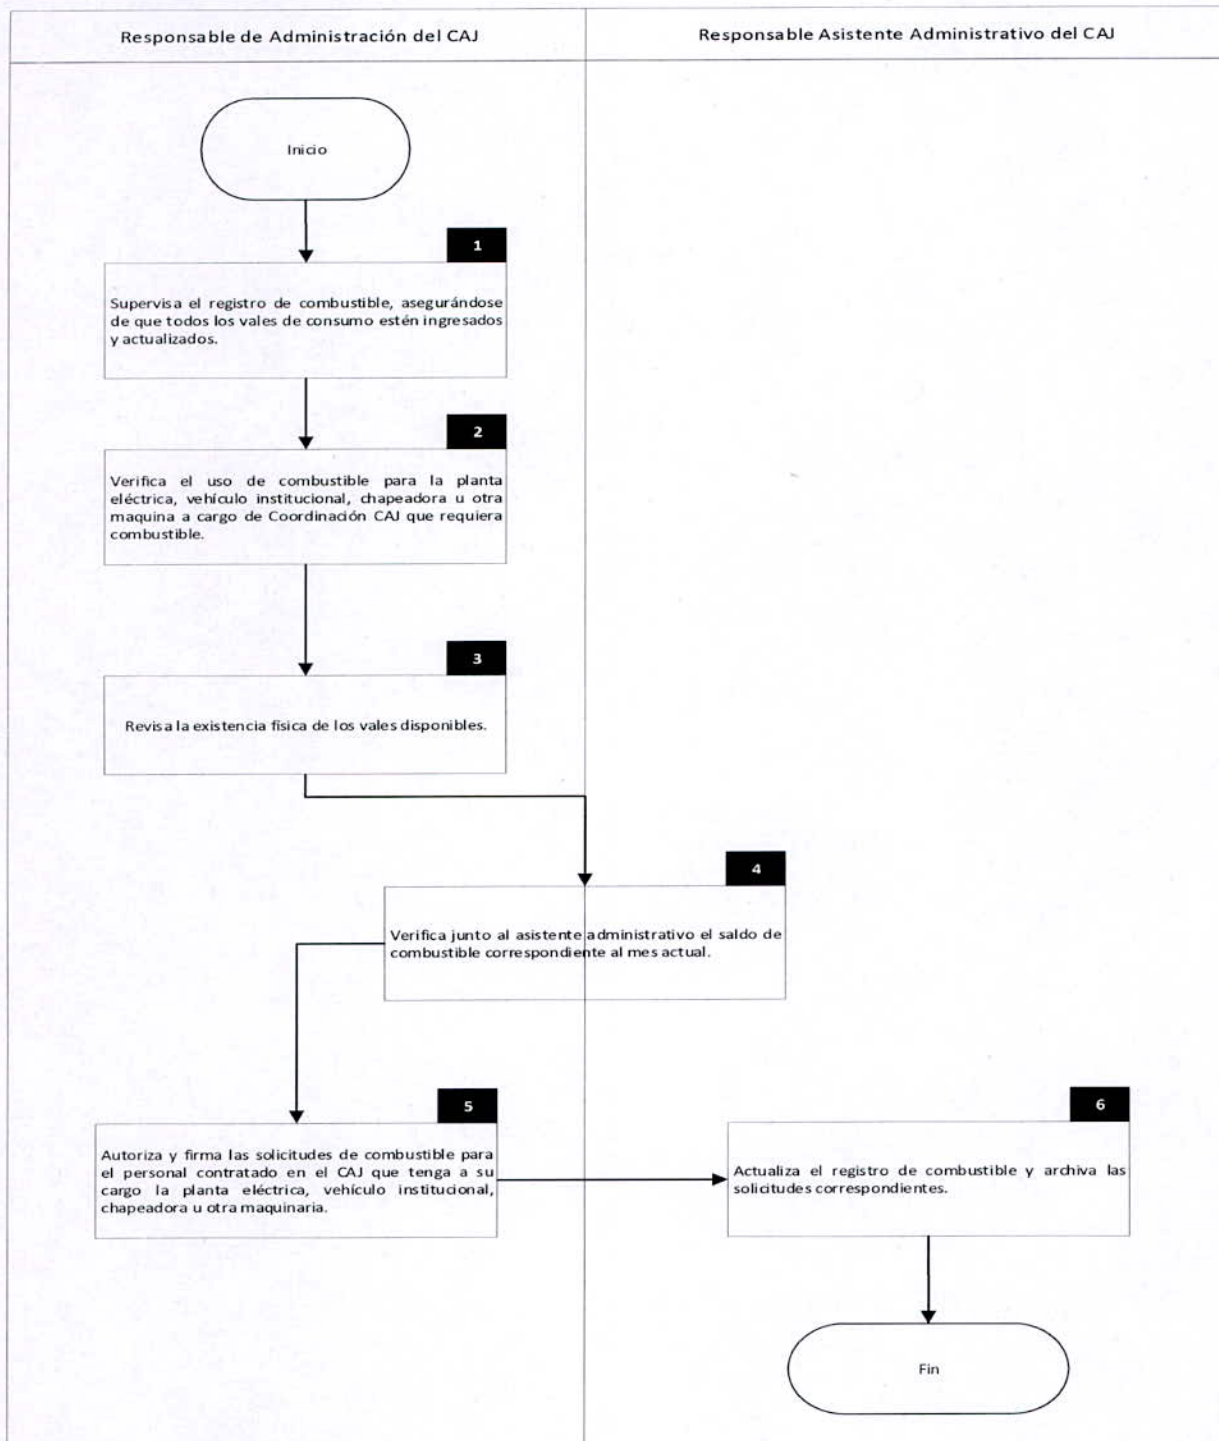 Responsable de Administración del CAJ
Responsable Asistente Administrativo del CAJ
Inicio
1
Supervisa el registro de combustible, asegurándose
de que todos los vales de consumo estén ingresados
y actualizados.
2
Verifica el uso de combustible para la planta
eléctrica, vehículo institucional, chapeadora u otra
maquina a cargo de Coordinación CAJ que requiera
combustible.
3
Revisa la existencia física de los vales disponibles.
4
Verifica junto al asistente administrativo el saldo de
combustible correspondiente al mes actual.
5
Autoriza y firma las solicitudes de combustible para
el personal contratado en el CAJ que tenga a su
cargo la planta eléctrica, vehículo institucional,
chapeadora u otra maquinaria.
6
Actualiza el registro de combustible y archiva las
solicitudes correspondientes.
Fin